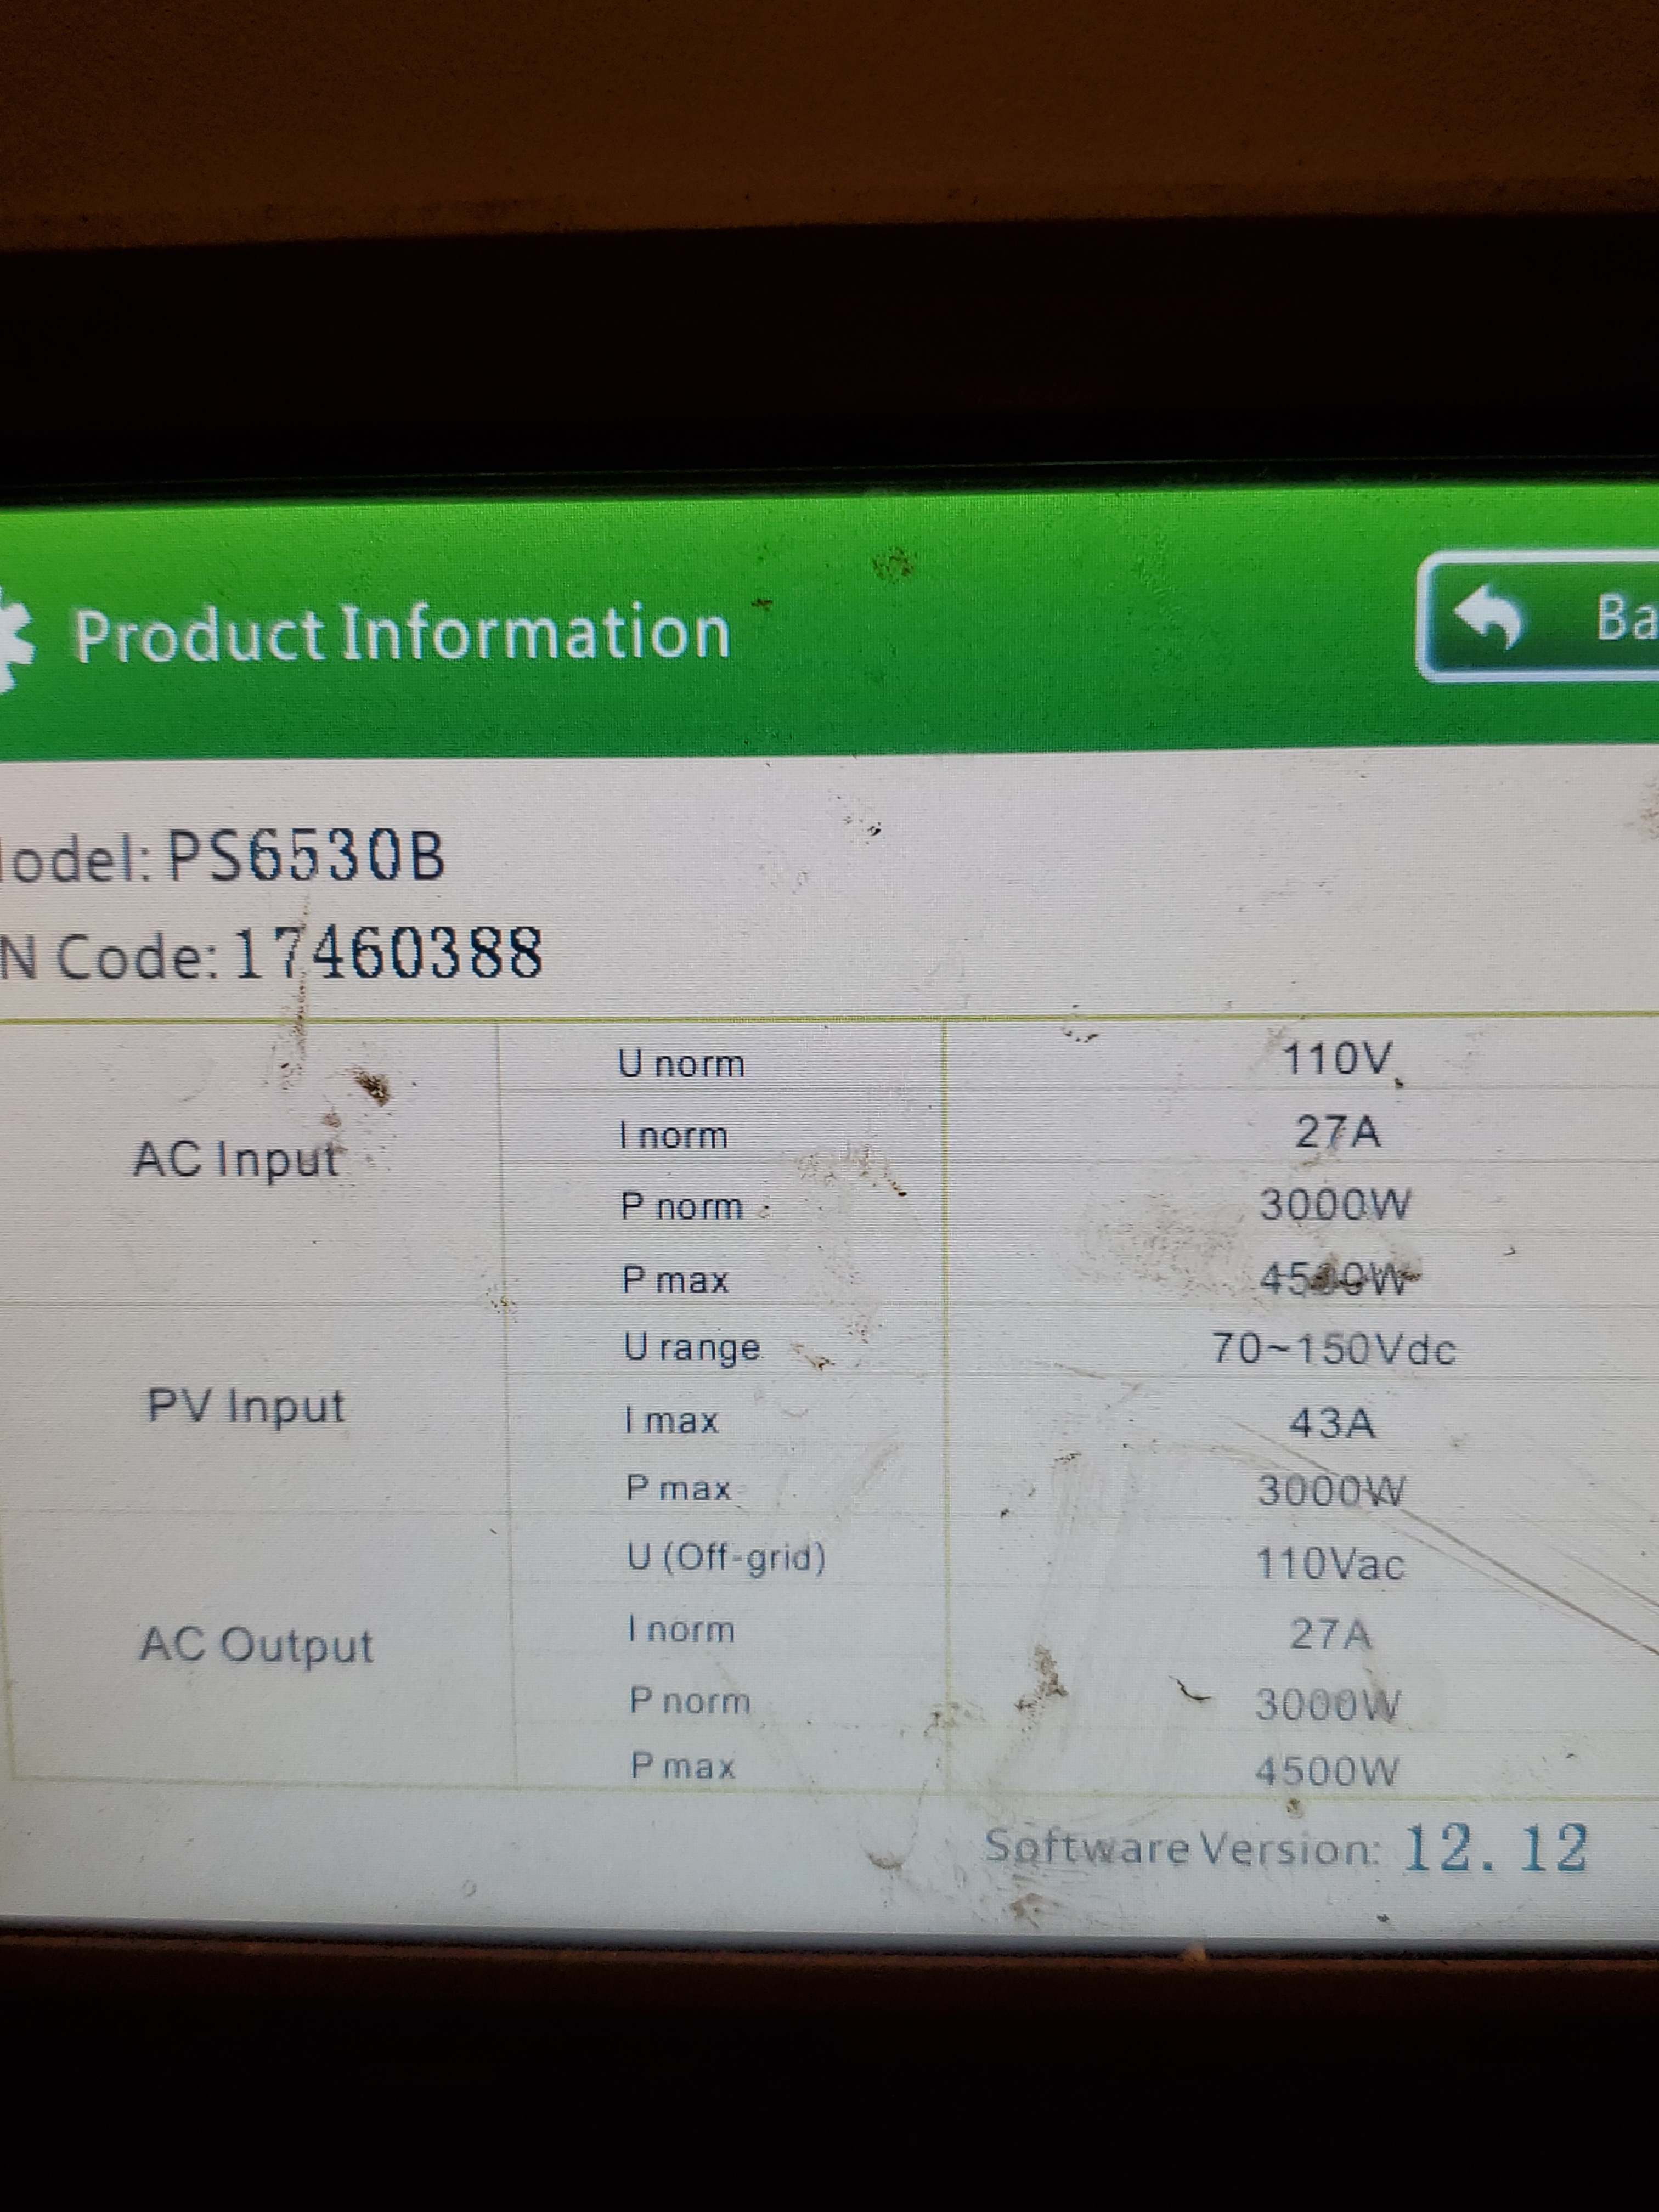 Product Information
Ba
odel: PS6530B
N Code: 17460388
AC Input
U norm 110V
I norm 27A
P norm 3000W
P max 4500W
PV Input
U range 70~150Vdc
I max 43A
P max 3000W
AC Output
U (Off-grid) 110Vac
I norm 27A
P norm 3000W
P max 4500W
Software Version: 12.12